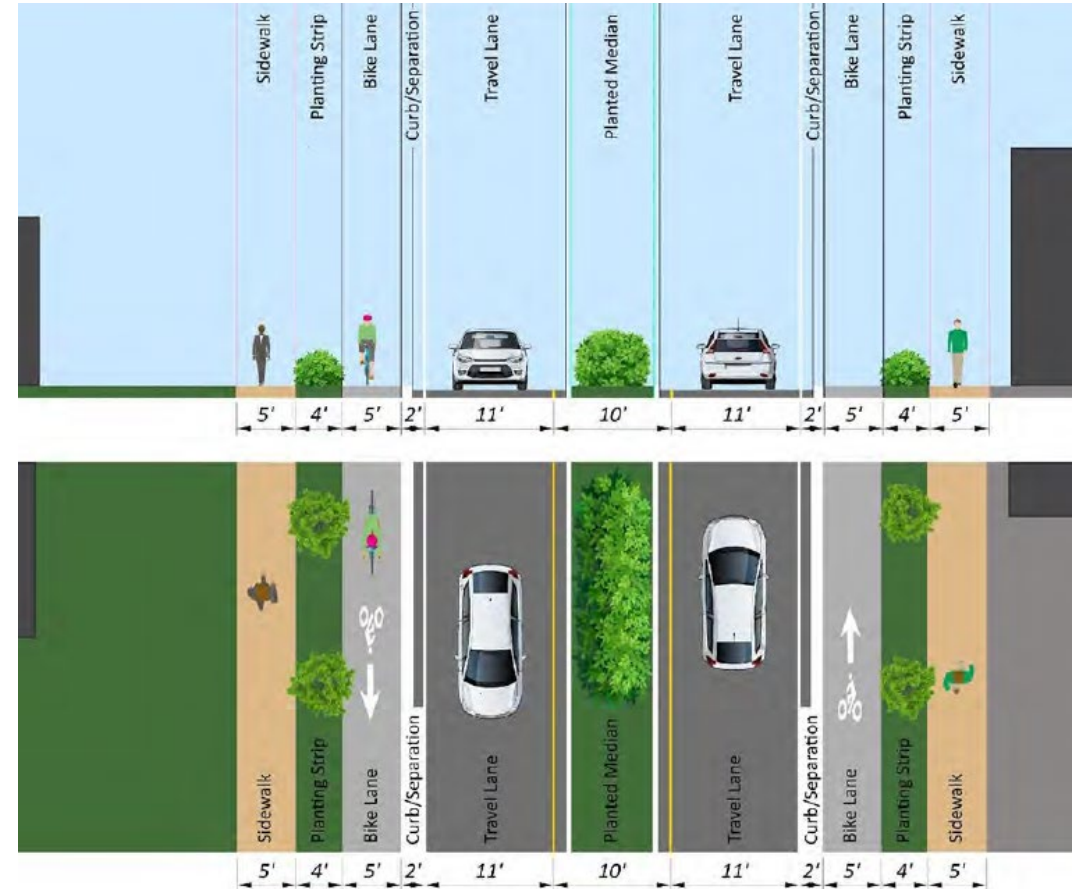 Sidewalk
Planting Strip
Bike Lane
Curb/Separation
Travel Lane
Planted Median
Travel Lane
Curb/Separation
Bike Lane
Planting Strip
Sidewalk
5' 4' 5' 2' 11' 10' 11' 2' 5' 4' 5'
Sidewalk
Planting Strip
Bike Lane
Curb/Separation
Travel Lane
Planted Median
Travel Lane
Curb/Separation
Bike Lane
Planting Strip
Sidewalk
5' 4' 5' 2' 11' 10' 11' 2' 5' 4' 5'